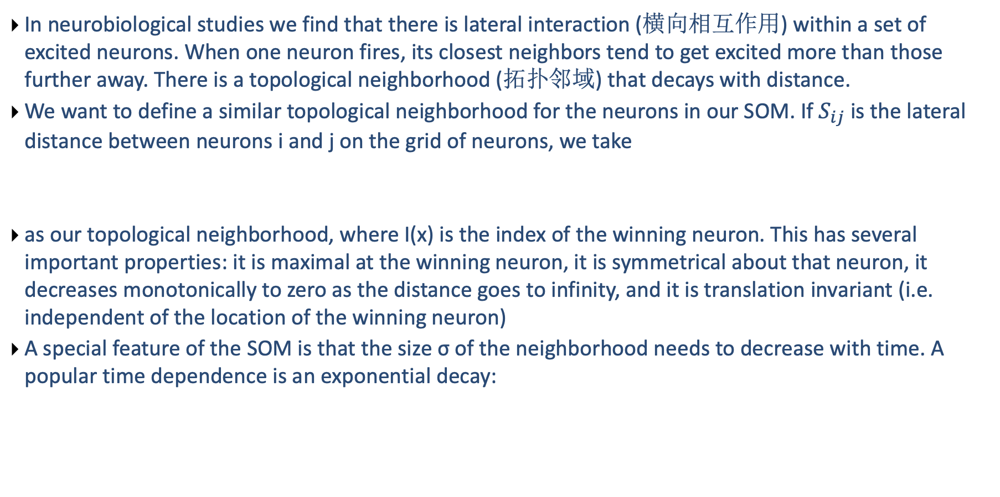 In neurobiological studies we find that there is lateral interaction (横向相互作用) within a set of
excited neurons. When one neuron fires, its closest neighbors tend to get excited more than those
further away. There is a topological neighborhood (拓扑邻域) that decays with distance.
We want to define a similar topological neighborhood for the neurons in our SOM. If S_{ij} is the lateral
distance between neurons i and j on the grid of neurons, we take
as our topological neighborhood, where I(x) is the index of the winning neuron. This has several
important properties: it is maximal at the winning neuron, it is symmetrical about that neuron, it
decreases monotonically to zero as the distance goes to infinity, and it is translation invariant (i.e.
independent of the location of the winning neuron)
A special feature of the SOM is that the size σ of the neighborhood needs to decrease with time. A
popular time dependence is an exponential decay: